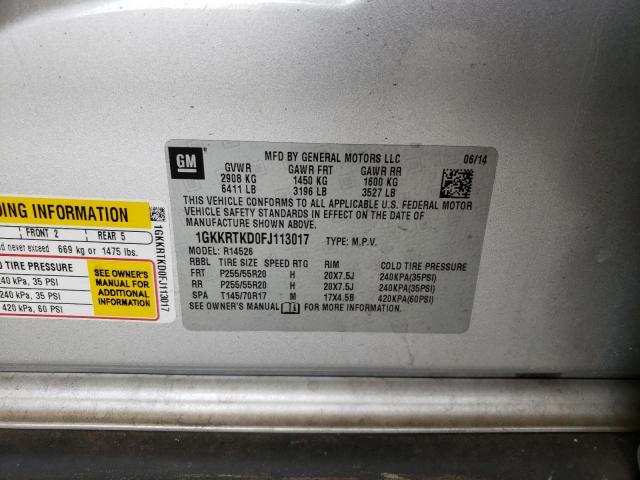 GM
MFD BY GENERAL MOTORS LLC 06/14
GVWR GAWR FRT GAWR RR
2908 KG 1450 KG 1600 KG
6411 LB 3196 LB 3527 LB
THIS VEHICLE CONFORMS TO ALL APPLICABLE U.S. FEDERAL MOTOR
VEHICLE SAFETY STANDARDS IN EFFECT ON THE DATE OF
MANUFACTURE SHOWN ABOVE.
1GKKRTKD0FJ113017 TYPE: M.P.V.
MODEL: R14526
RBBL TIRE SIZE SPEED RTG RIM COLD TIRE PRESSURE
FRT P255/55R20 H 20X7.5J 240KPA(35PSI)
RR P255/55R20 H 20X7.5J 240KPA(35PSI)
SPA T145/70R17 M 17X4.5B 420KPA(60PSI)
SEE OWNER'S MANUAL FOR MORE INFORMATION.
DING INFORMATION
FRONT 2 REAR 5
d never exceed 669 kg or 1475 lbs.
LD TIRE PRESSURE
240 kPa, 35 PSI
240 kPa, 35 PSI
420 kPa, 60 PSI
SEE OWNER'S
MANUAL FOR
ADDITIONAL
INFORMATION
1GKKRTKD0FJ113017